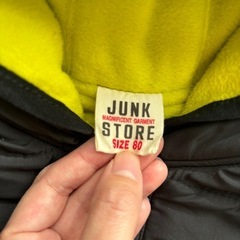 JUNK
MAGNIFICENT GARMENT
STORE
SIZE 80